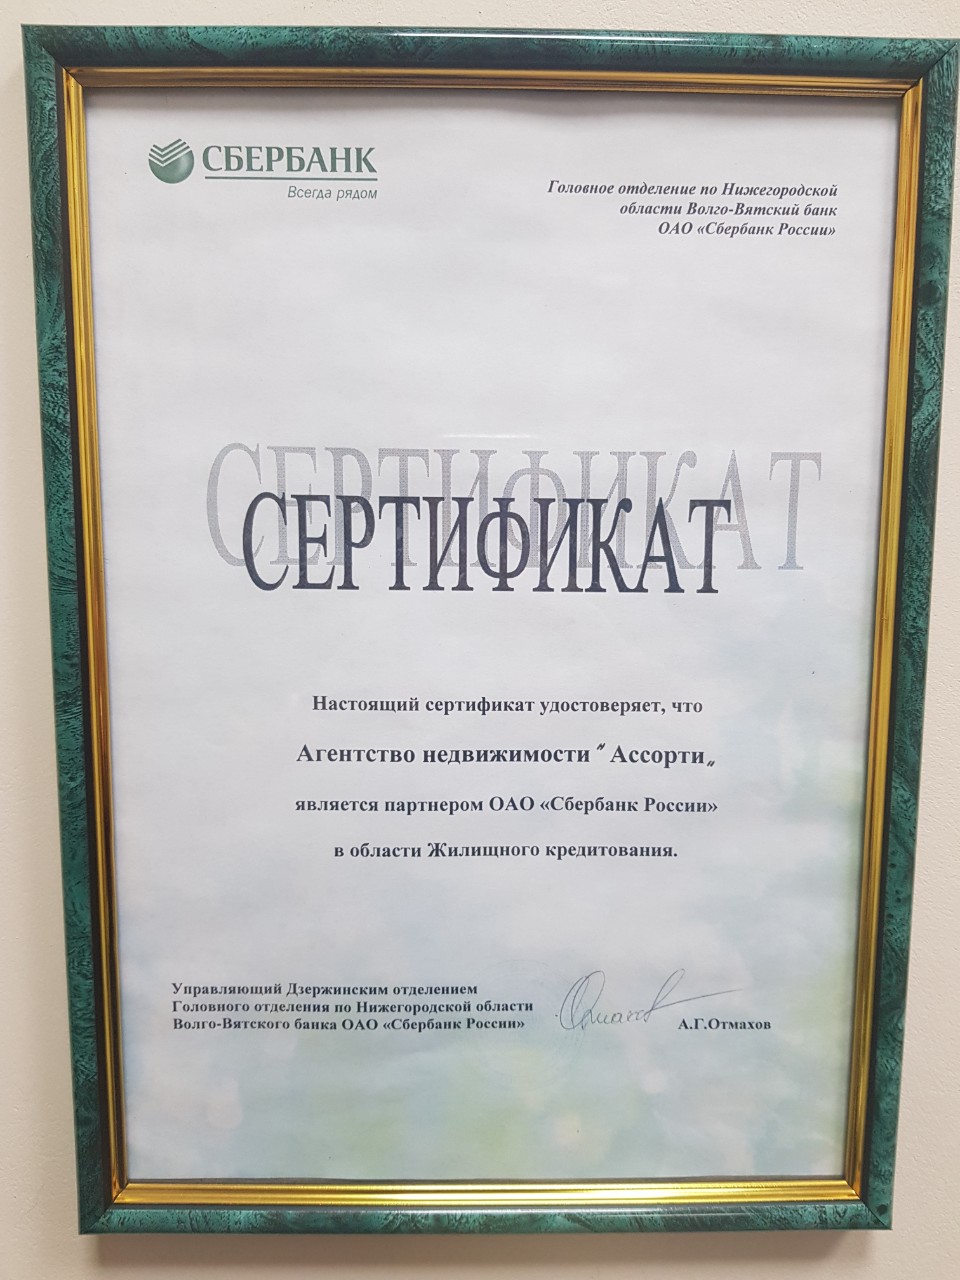 СБЕРБАНК
Всегда рядом
Головное отделение по Нижегородской
области Волго-Вятский банк
ОАО «Сбербанк России»
СЕРТИФИКАТ
СЕРТИФИКАТ
Настоящий сертификат удостоверяет, что
Агентство недвижимости " Ассорти„
является партнером ОАО «Сбербанк России»
в области Жилищного кредитования.
Управляющий Дзержинским отделением
Головного отделения по Нижегородской области
Волго-Вятского банка ОАО «Сбербанк России»
А.Г.Отмахов